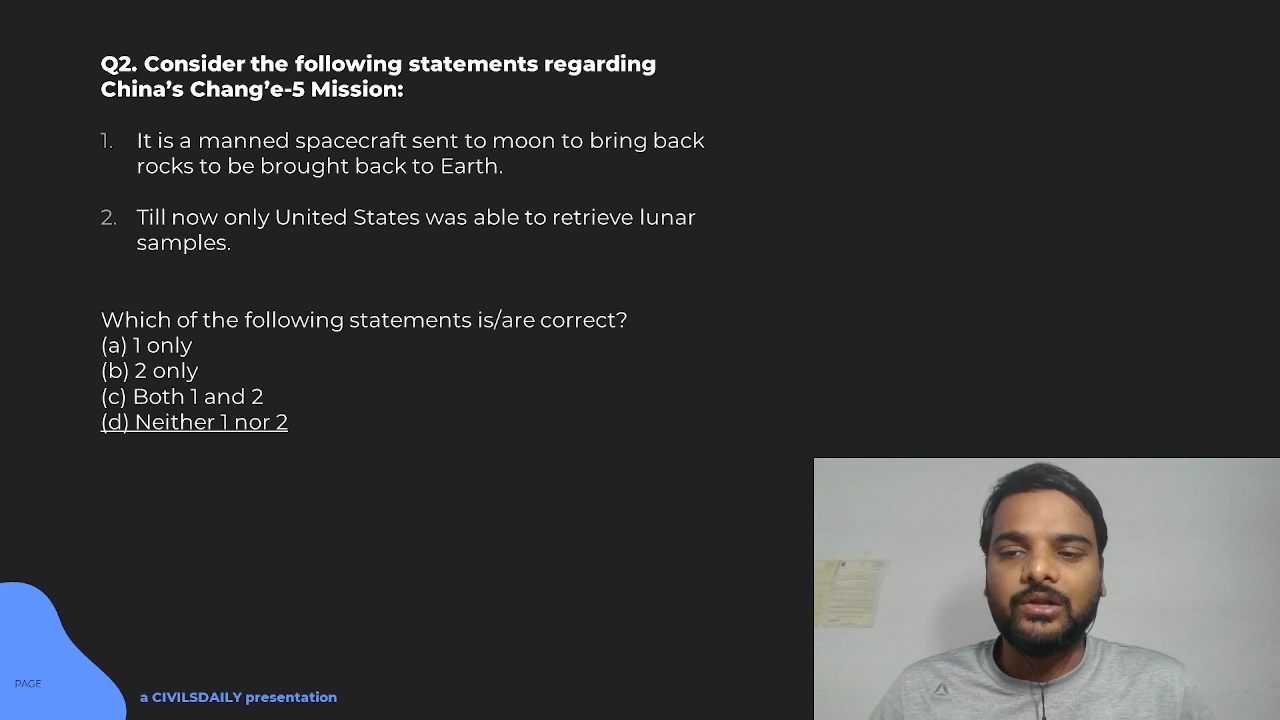 Q2. Consider the following statements regarding
China’s Chang’e-5 Mission:
1. It is a manned spacecraft sent to moon to bring back
rocks to be brought back to Earth.
2. Till now only United States was able to retrieve lunar
samples.
Which of the following statements is/are correct?
(a) 1 only
(b) 2 only
(c) Both 1 and 2
(d) Neither 1 nor 2
PAGE
a CIVILSDAILY presentation